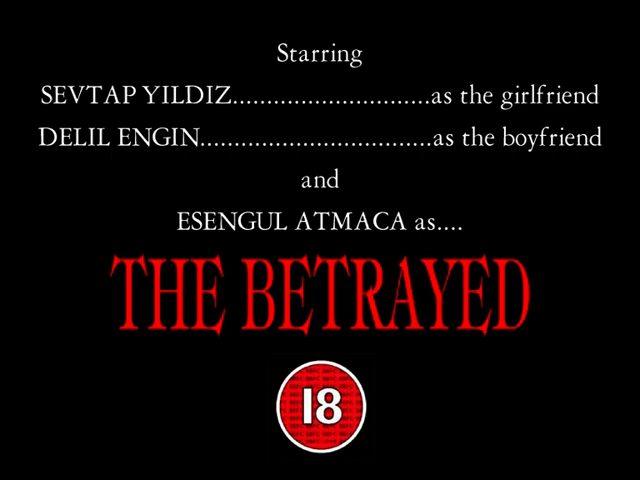 Starring
SEVTAP YILDIZ.............................as the girlfriend
DELIL ENGIN..................................as the boyfriend
and
ESENGUL ATMACA as....
THE BETRAYED
18